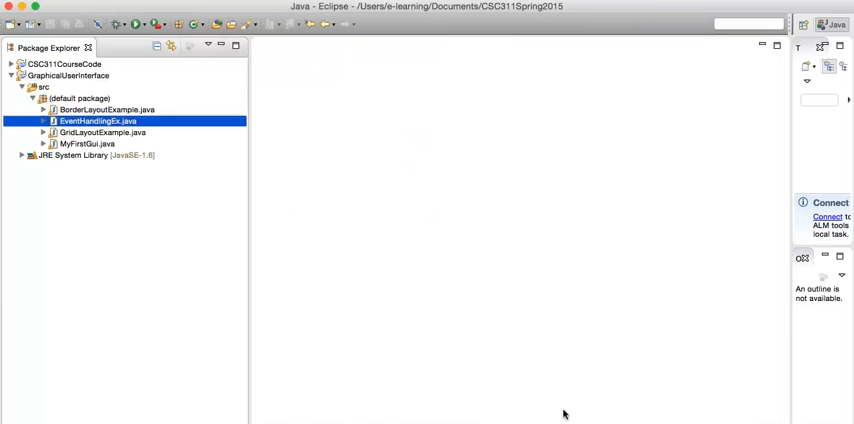 Java - Eclipse - /Users/e-learning/Documents/CSC311Spring2015
Java
Package Explorer
CSC311CourseCode
GraphicalUserInterface
src
(default package)
BorderLayoutExample.java
EventHandlingEx.java
GridLayoutExample.java
MyFirstGui.java
JRE System Library [JavaSE-1.6]
T
Connect
Connect to
ALM tools
local task.
O
An outline is
not available.